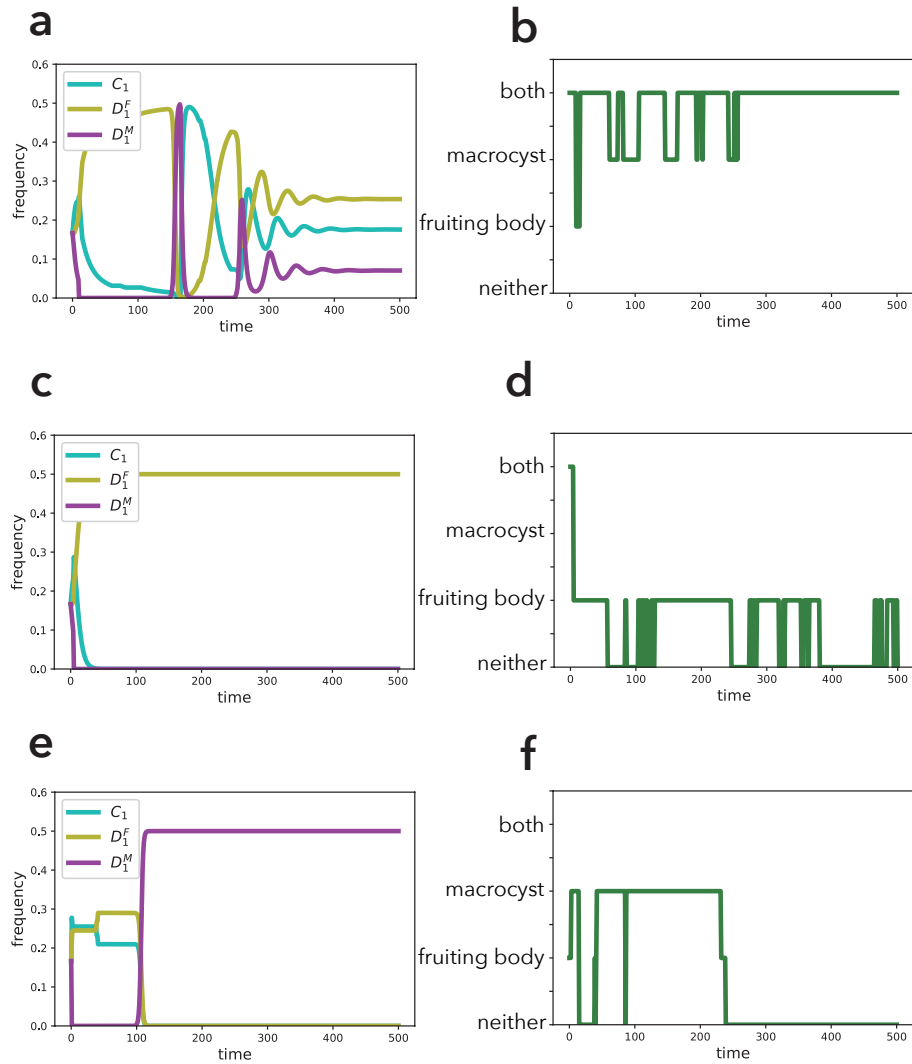 a
0.6
0.5
0.4
0.3
0.2
0.1
0.0
frequency
C₁
D₁ᶠ
D₁ᴹ
0 100 200 300 400 500
time
b
both
macrocyst
fruiting body
neither
0 100 200 300 400 500
time
c
0.6
0.5
0.4
0.3
0.2
0.1
0.0
frequency
C₁
D₁ᶠ
D₁ᴹ
0 100 200 300 400 500
time
d
both
macrocyst
fruiting body
neither
0 100 200 300 400 500
time
e
0.6
0.5
0.4
0.3
0.2
0.1
0.0
frequency
C₁
D₁ᶠ
D₁ᴹ
0 100 200 300 400 500
time
f
both
macrocyst
fruiting body
neither
0 100 200 300 400 500
time